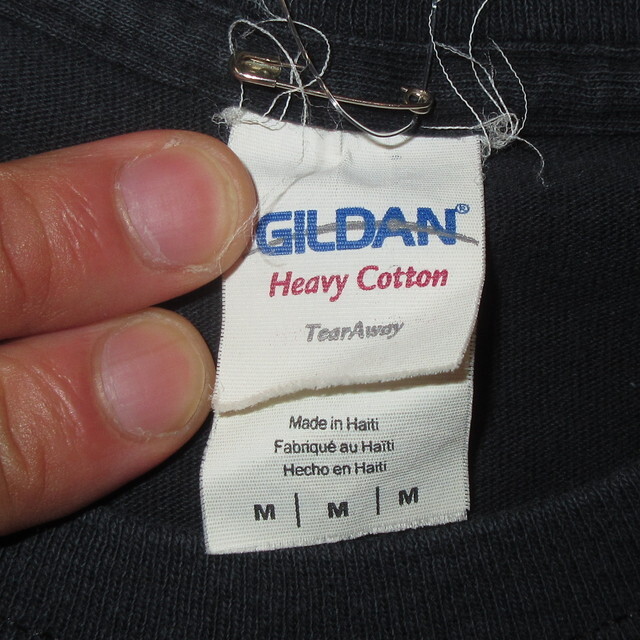 GILDAN®
Heavy Cotton
TearAway
Made in Haiti
Fabriqué au Haïti
Hecho en Haiti
M | M | M